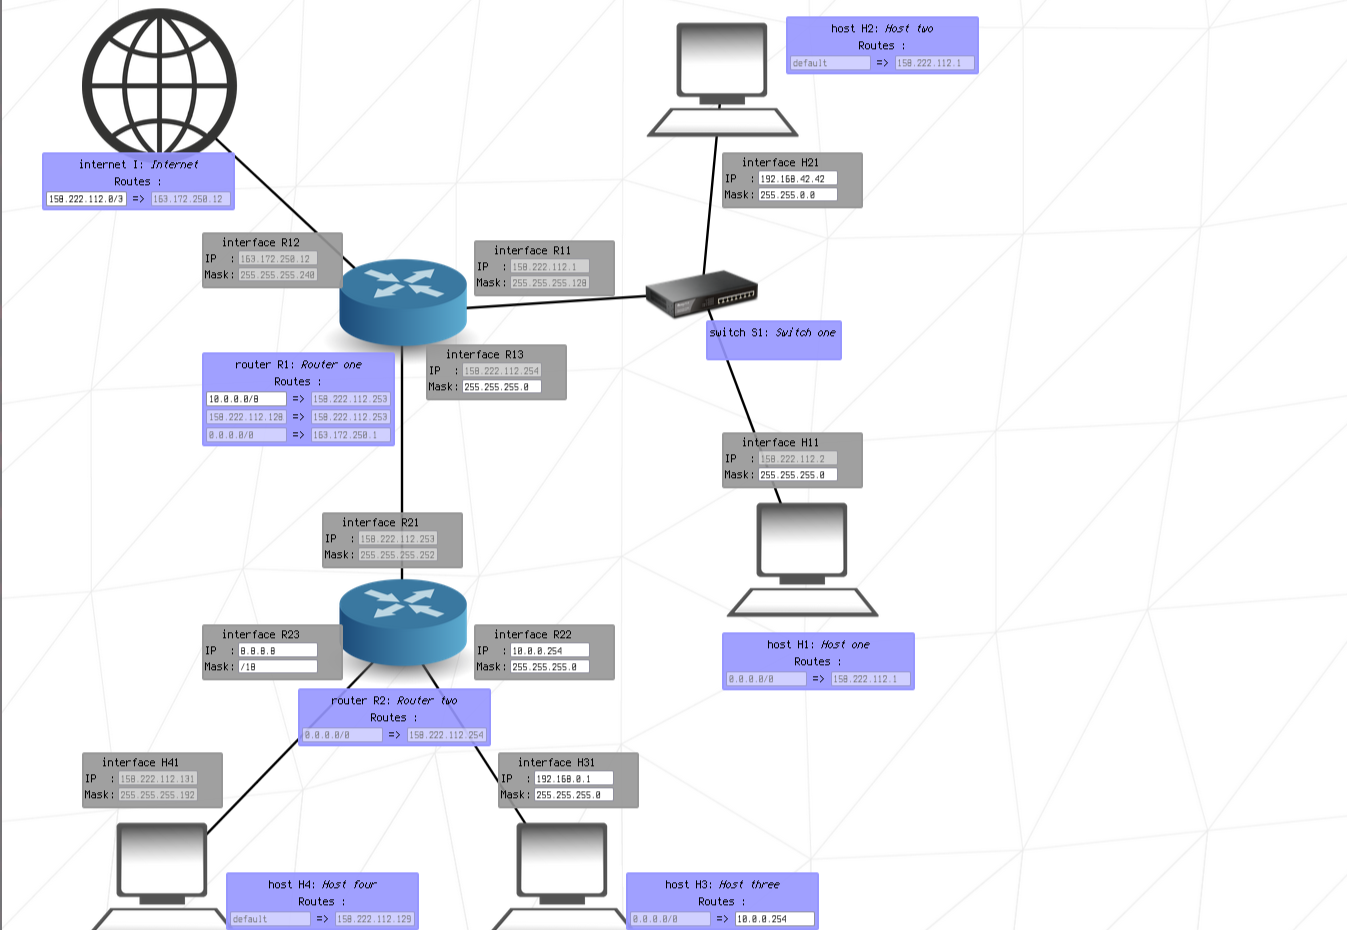 host H2: Host two
Routes :
default => 158.222.112.1
internet I: Internet
Routes :
158.222.112.0/3 => 163.172.250.12
interface H21
IP : 192.168.42.42
Mask: 255.255.0.0
interface R12
IP : 163.172.250.12
Mask: 255.255.255.240
interface R11
IP : 158.222.112.1
Mask: 255.255.255.128
switch S1: Switch one
router R1: Router one
Routes :
10.0.0.0/8 => 158.222.112.253
158.222.112.128 => 158.222.112.253
0.0.0.0/0 => 163.172.250.1
interface R13
IP : 158.222.112.254
Mask: 255.255.255.0
interface H11
IP : 158.222.112.2
Mask: 255.255.255.0
interface R21
IP : 158.222.112.253
Mask: 255.255.255.252
interface R23
IP : 8.8.8.8
Mask: /18
interface R22
IP : 10.0.0.254
Mask: 255.255.255.0
host H1: Host one
Routes :
0.0.0.0/0 => 158.222.112.1
router R2: Router two
Routes :
0.0.0.0/0 => 158.222.112.254
interface H41
IP : 158.222.112.131
Mask: 255.255.255.192
interface H31
IP : 192.168.0.1
Mask: 255.255.255.0
host H4: Host four
Routes :
default => 158.222.112.129
host H3: Host three
Routes :
0.0.0.0/0 => 10.0.0.254